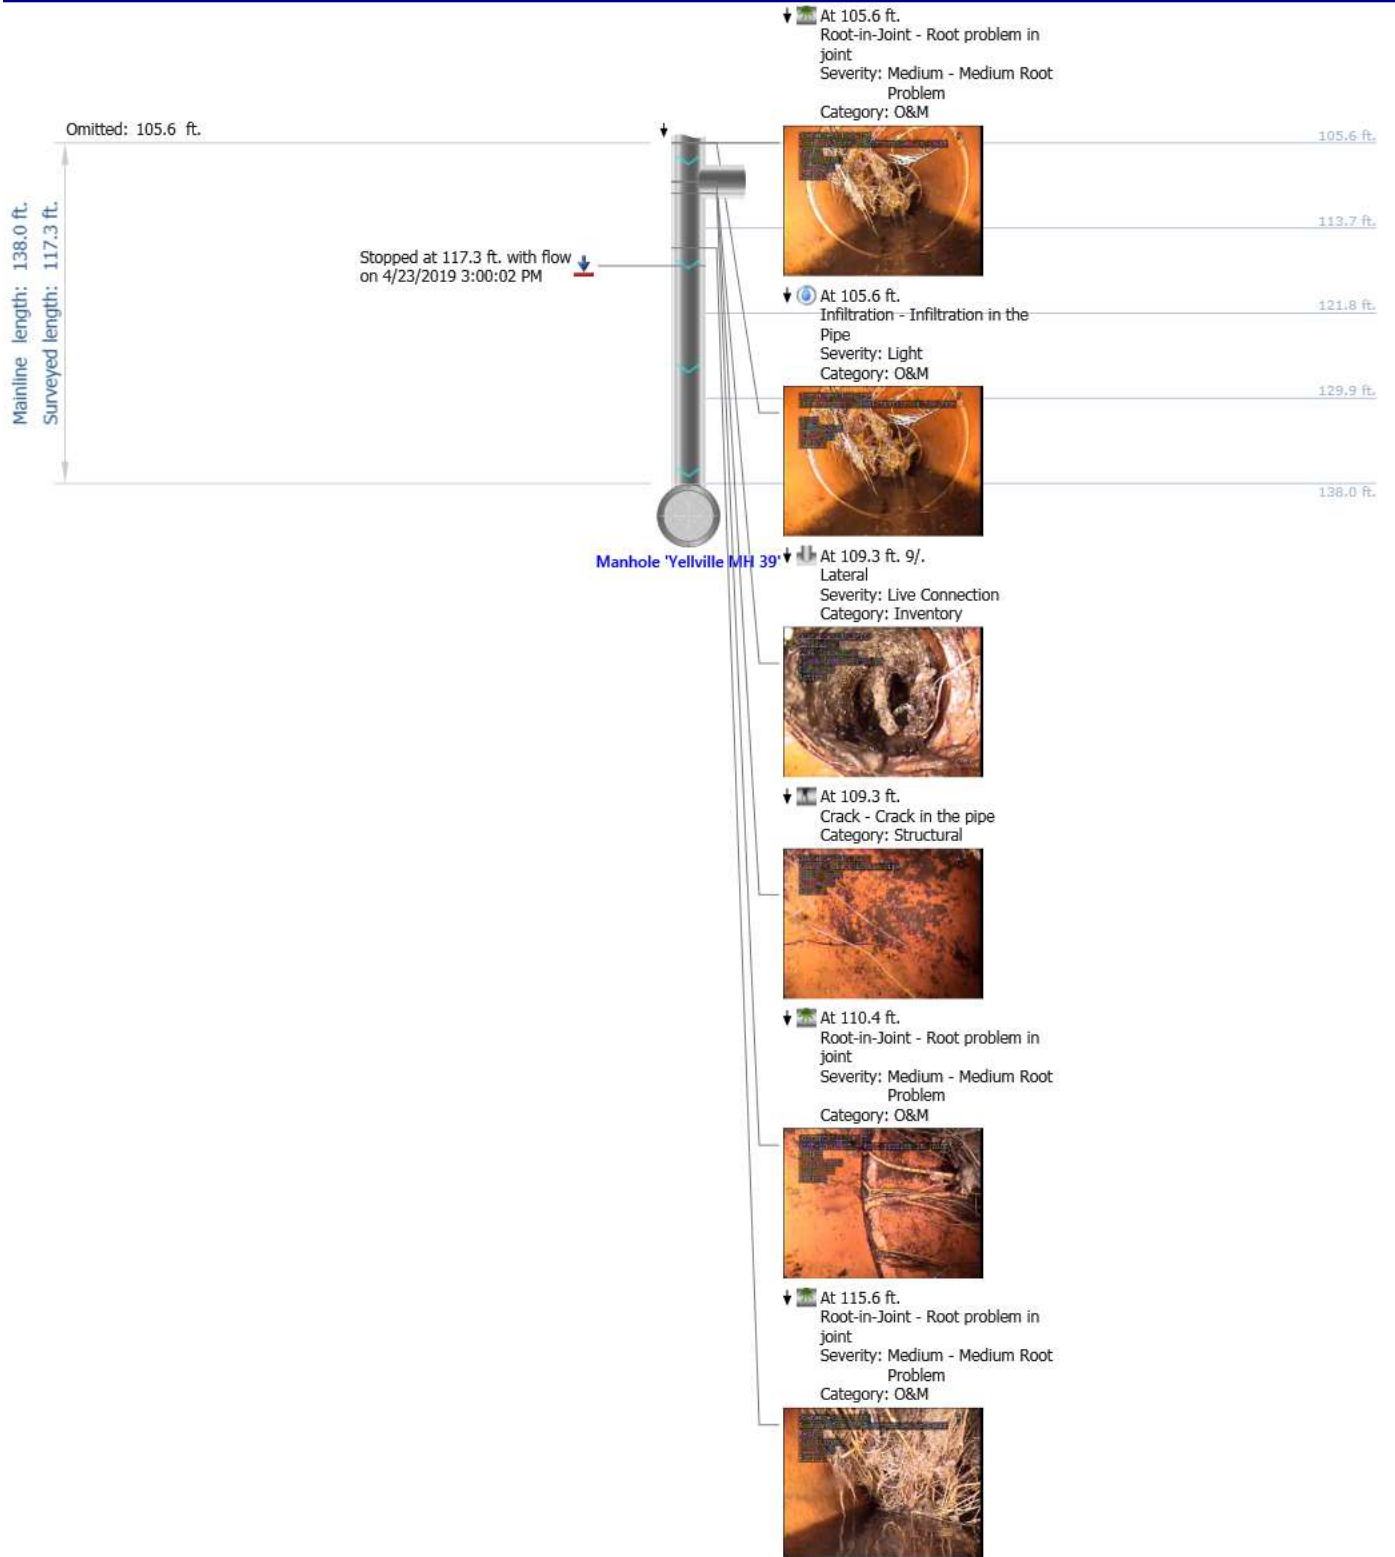 At 105.6 ft.
Root-in-Joint - Root problem in
joint
Severity: Medium - Medium Root
Problem
Category: O&M
Omitted: 105.6 ft.
105.6 ft.
Mainline length: 138.0 ft.
Surveyed length: 117.3 ft.
113.7 ft.
Stopped at 117.3 ft. with flow
on 4/23/2019 3:00:02 PM
At 105.6 ft.
Infiltration - Infiltration in the
Pipe
Severity: Light
Category: O&M
121.8 ft.
129.9 ft.
138.0 ft.
Manhole 'Yellville MH 39'
At 109.3 ft. 9/.
Lateral
Severity: Live Connection
Category: Inventory
At 109.3 ft.
Crack - Crack in the pipe
Category: Structural
At 110.4 ft.
Root-in-Joint - Root problem in
joint
Severity: Medium - Medium Root
Problem
Category: O&M
At 115.6 ft.
Root-in-Joint - Root problem in
joint
Severity: Medium - Medium Root
Problem
Category: O&M